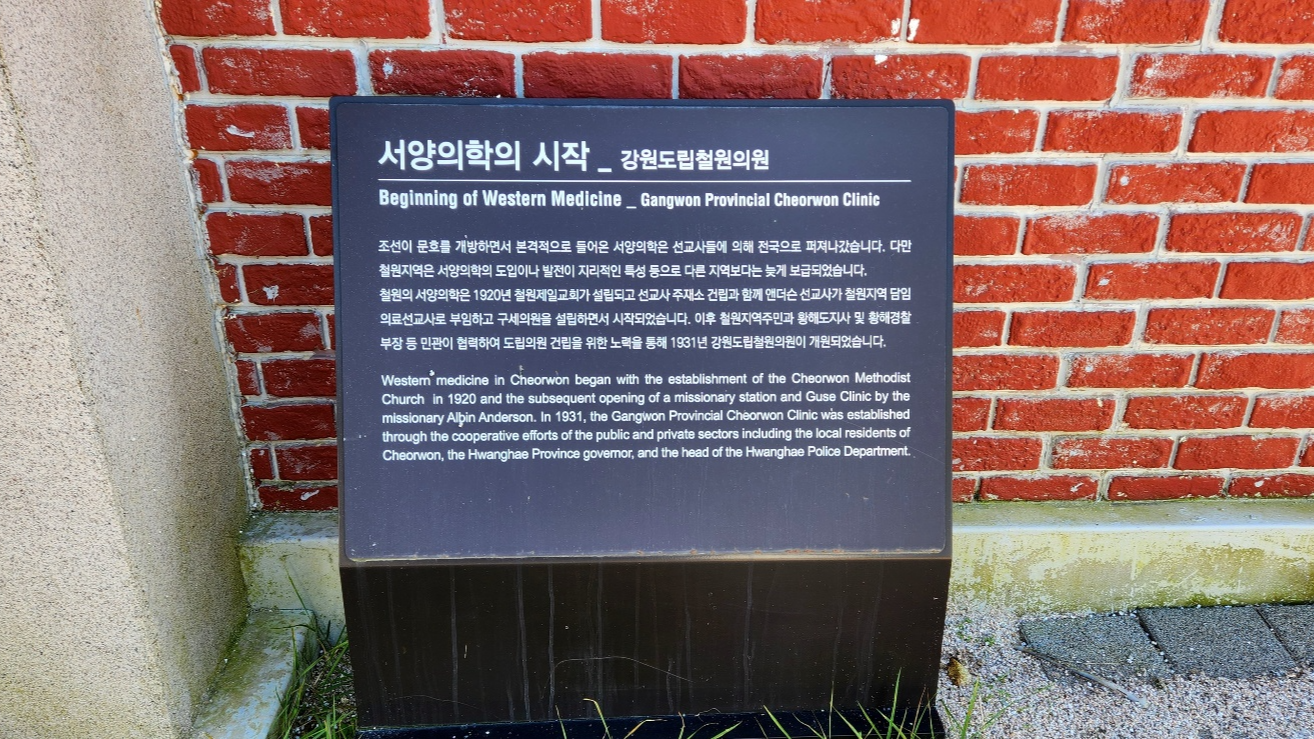 서양의학의 시작 _ 강원도립철원의원
Beginning of Western Medicine _ Gangwon Provincial Cheorwon Clinic
조선이 문호를 개방하면서 본격적으로 들어온 서양의학은 선교사들에 의해 전국으로 퍼져나갔습니다. 다만
철원지역은 서양의학의 도입이나 발전이 지리적인 특성 등으로 다른 지역보다는 늦게 보급되었습니다.
철원의 서양의학은 1920년 철원제일교회가 설립되고 선교사 주재소 건립과 함께 앤더슨 선교사가 철원지역 담임
의료선교사로 부임하고 구세의원을 설립하면서 시작되었습니다. 이후 철원지역주민과 황해도지사 및 황해경찰
부장 등 민관이 협력하여 도립의원 건립을 위한 노력을 통해 1931년 강원도립철원의원이 개원되었습니다.
Western medicine in Cheorwon began with the establishment of the Cheorwon Methodist
Church in 1920 and the subsequent opening of a missionary station and Guse Clinic by the
missionary Albin Anderson. In 1931, the Gangwon Provincial Cheorwon Clinic was established
through the cooperative efforts of the public and private sectors including the local residents of
Cheorwon, the Hwanghae Province governor, and the head of the Hwanghae Police Department.